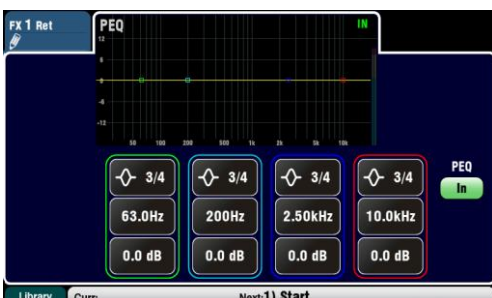 FX 1 Ret
PEQ
IN
12
6
0
-6
-12
50 100 200 500 1k 2k 5k 10k
3/4 3/4 3/4 3/4
PEQ
In
63.0Hz 200Hz 2.50kHz 10.0kHz
0.0 dB 0.0 dB 0.0 dB 0.0 dB
Library Curr: Next:1) Start